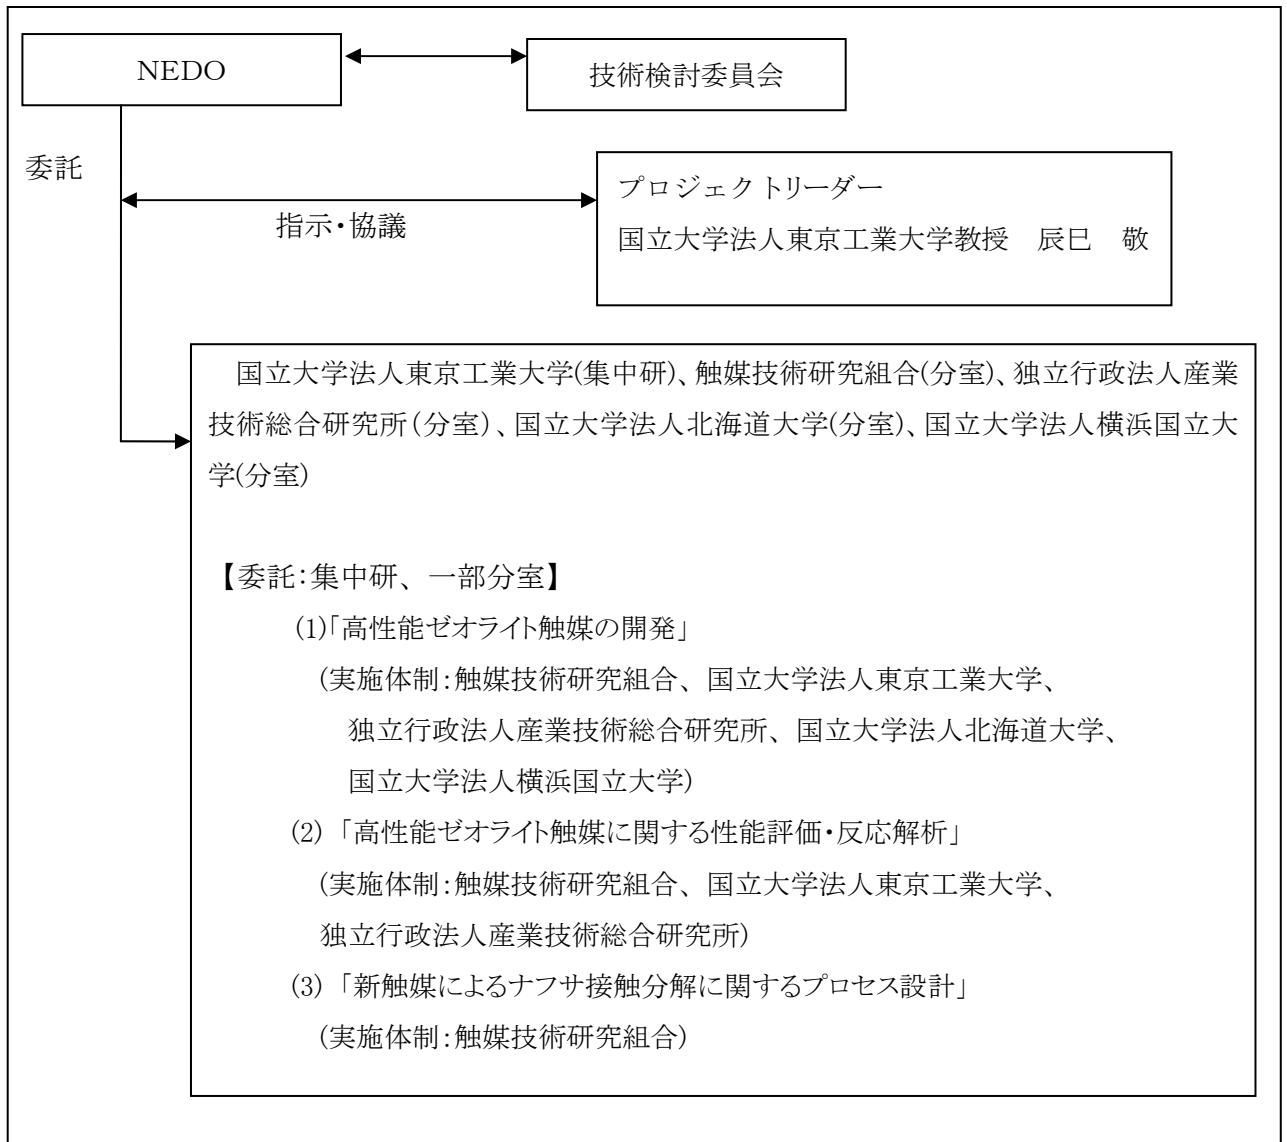 NEDO
技術検討委員会
委託
指示・協議
プロジェクトリーダー
国立大学法人東京工業大学教授　辰巳　敬
国立大学法人東京工業大学(集中研)、触媒技術研究組合(分室)、独立行政法人産業
技術総合研究所(分室)、国立大学法人北海道大学(分室)、国立大学法人横浜国立大
学(分室)
【委託:集中研、一部分室】
(1)「高性能ゼオライト触媒の開発」
(実施体制:触媒技術研究組合、国立大学法人東京工業大学、
独立行政法人産業技術総合研究所、国立大学法人北海道大学、
国立大学法人横浜国立大学)
(2)「高性能ゼオライト触媒に関する性能評価・反応解析」
(実施体制:触媒技術研究組合、国立大学法人東京工業大学、
独立行政法人産業技術総合研究所)
(3)「新触媒によるナフサ接触分解に関するプロセス設計」
(実施体制:触媒技術研究組合)